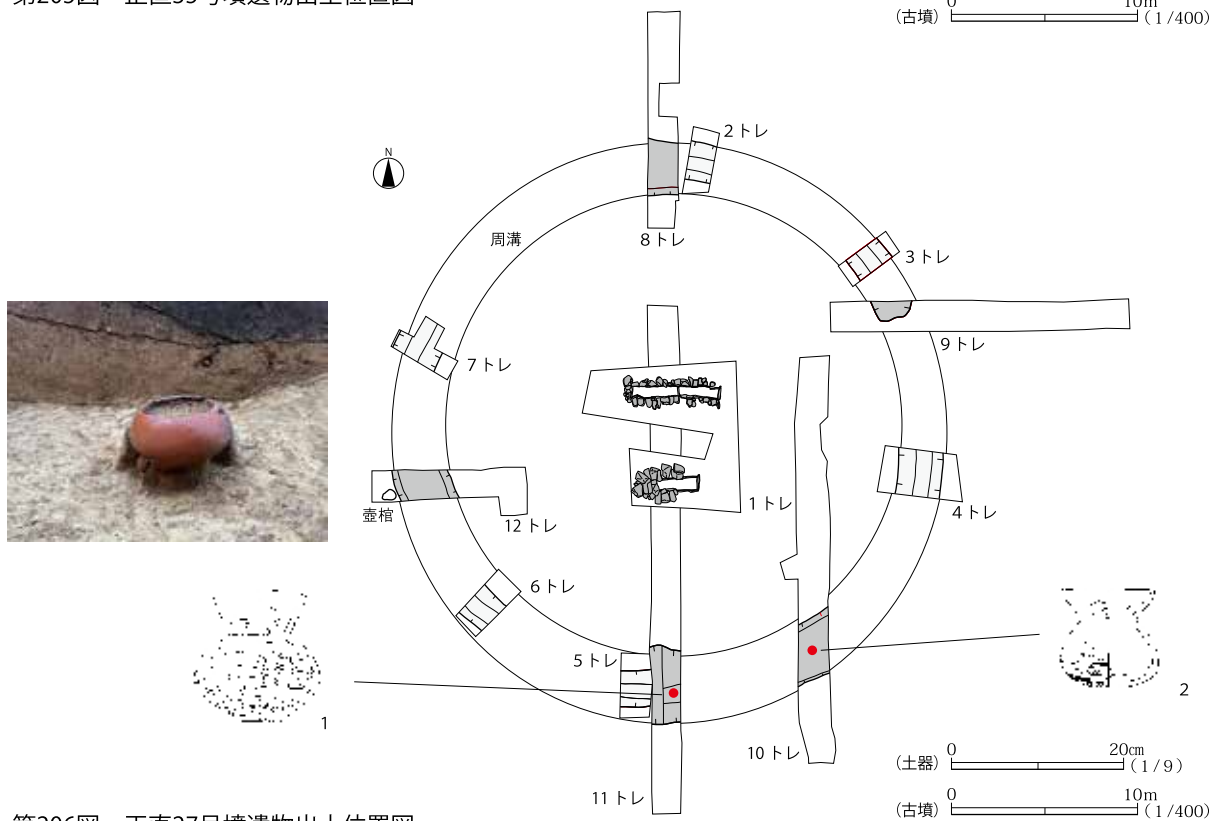 0 10m
(古墳) (1/400)
2トレ
N
周溝
8トレ
3トレ
9トレ
7トレ
1トレ
4トレ
壺棺
12トレ
6トレ
5トレ
1
2
10トレ
0 20cm
(土器) (1/9)
11トレ
0 10m
(古墳) (1/400)